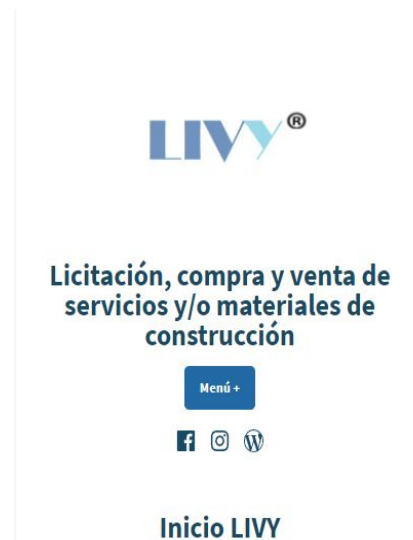 LIVY®
Licitación, compra y venta de
servicios y/o materiales de
construcción
Menú +
Inicio LIVY